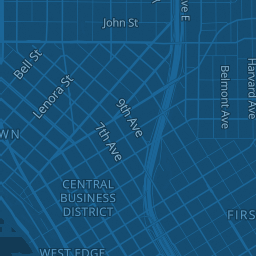 John St
ve E
Bell St
Lenora St
9th Ave
7th Ave
Belmont Ave
Harvard Ave
WN
CENTRAL
BUSINESS
DISTRICT
FIRS
WEST EDGE